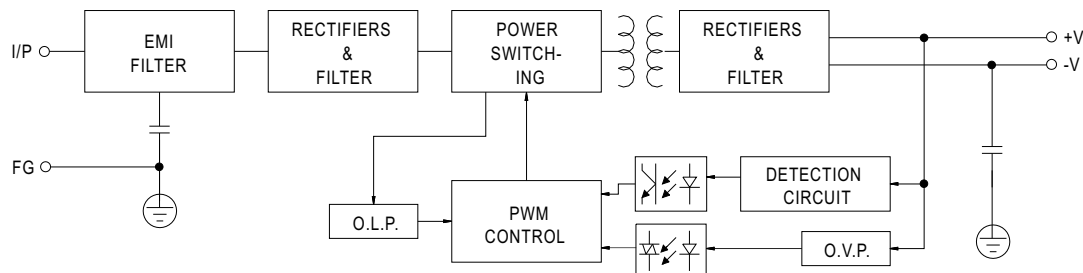 I/P
EMI
FILTER
RECTIFIERS
&
FILTER
POWER
SWITCH-
ING
RECTIFIERS
&
FILTER
+V
-V
FG
O.L.P.
PWM
CONTROL
DETECTION
CIRCUIT
O.V.P.